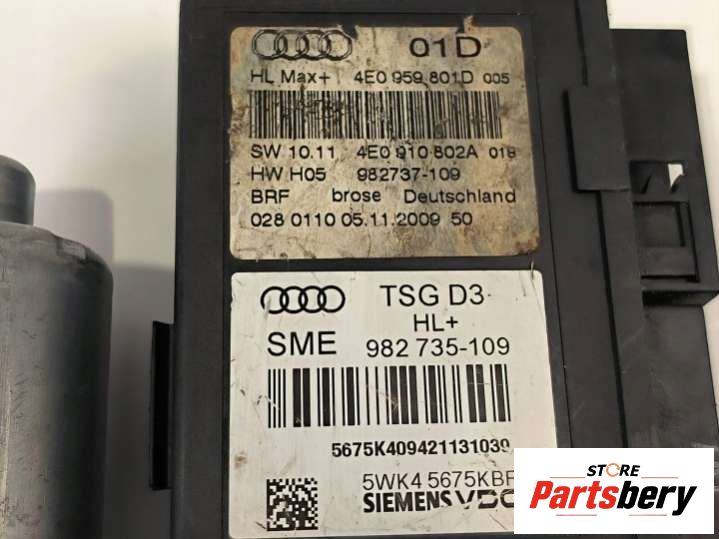 01D
HL Max+ 4E0 959 801D 005
SW 10.11 4E0 910 802A 018
HW H05 982737-109
BRF brose Deutschland
028 0110 05.11.2009 50
TSG D3
HL+
SME 982 735-109
5675K409421131039
5WK4 5675KBF
SIEMENS VDO
STORE
Partsbery